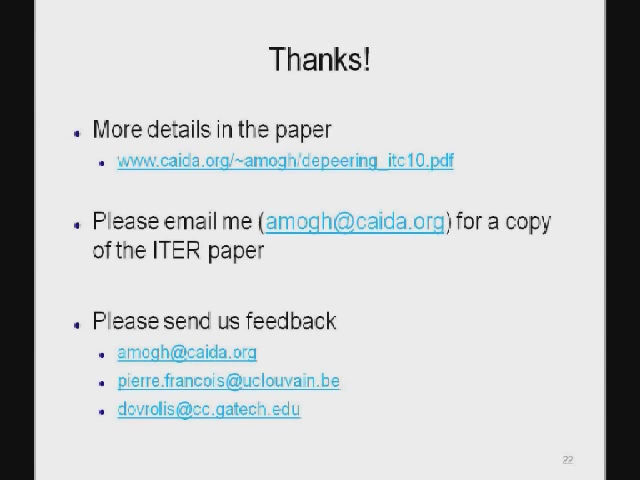 Thanks!
More details in the paper
www.caida.org/~amogh/depeering_itc10.pdf
Please email me (amogh@caida.org) for a copy
of the ITER paper
Please send us feedback
amogh@caida.org
pierre.francois@uclouvain.be
dovrolis@cc.gatech.edu
22